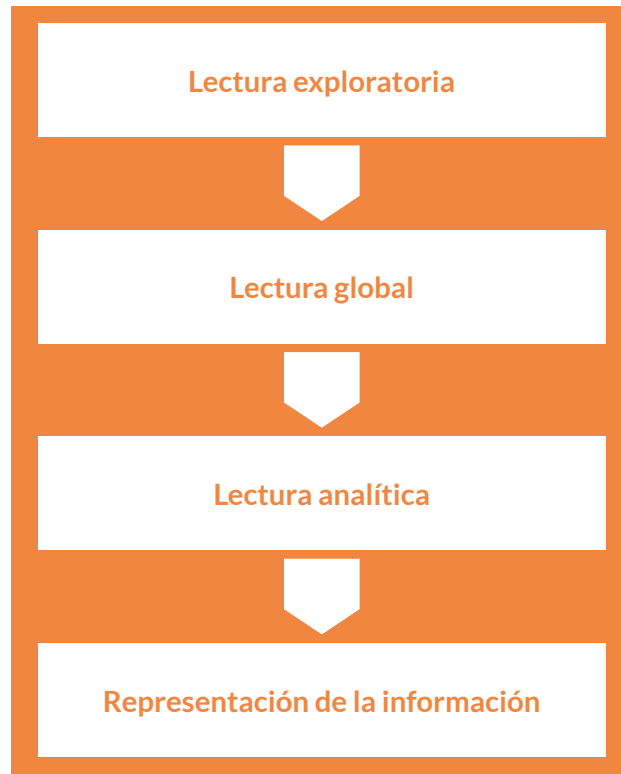 Lectura exploratoria
Lectura global
Lectura analítica
Representación de la información